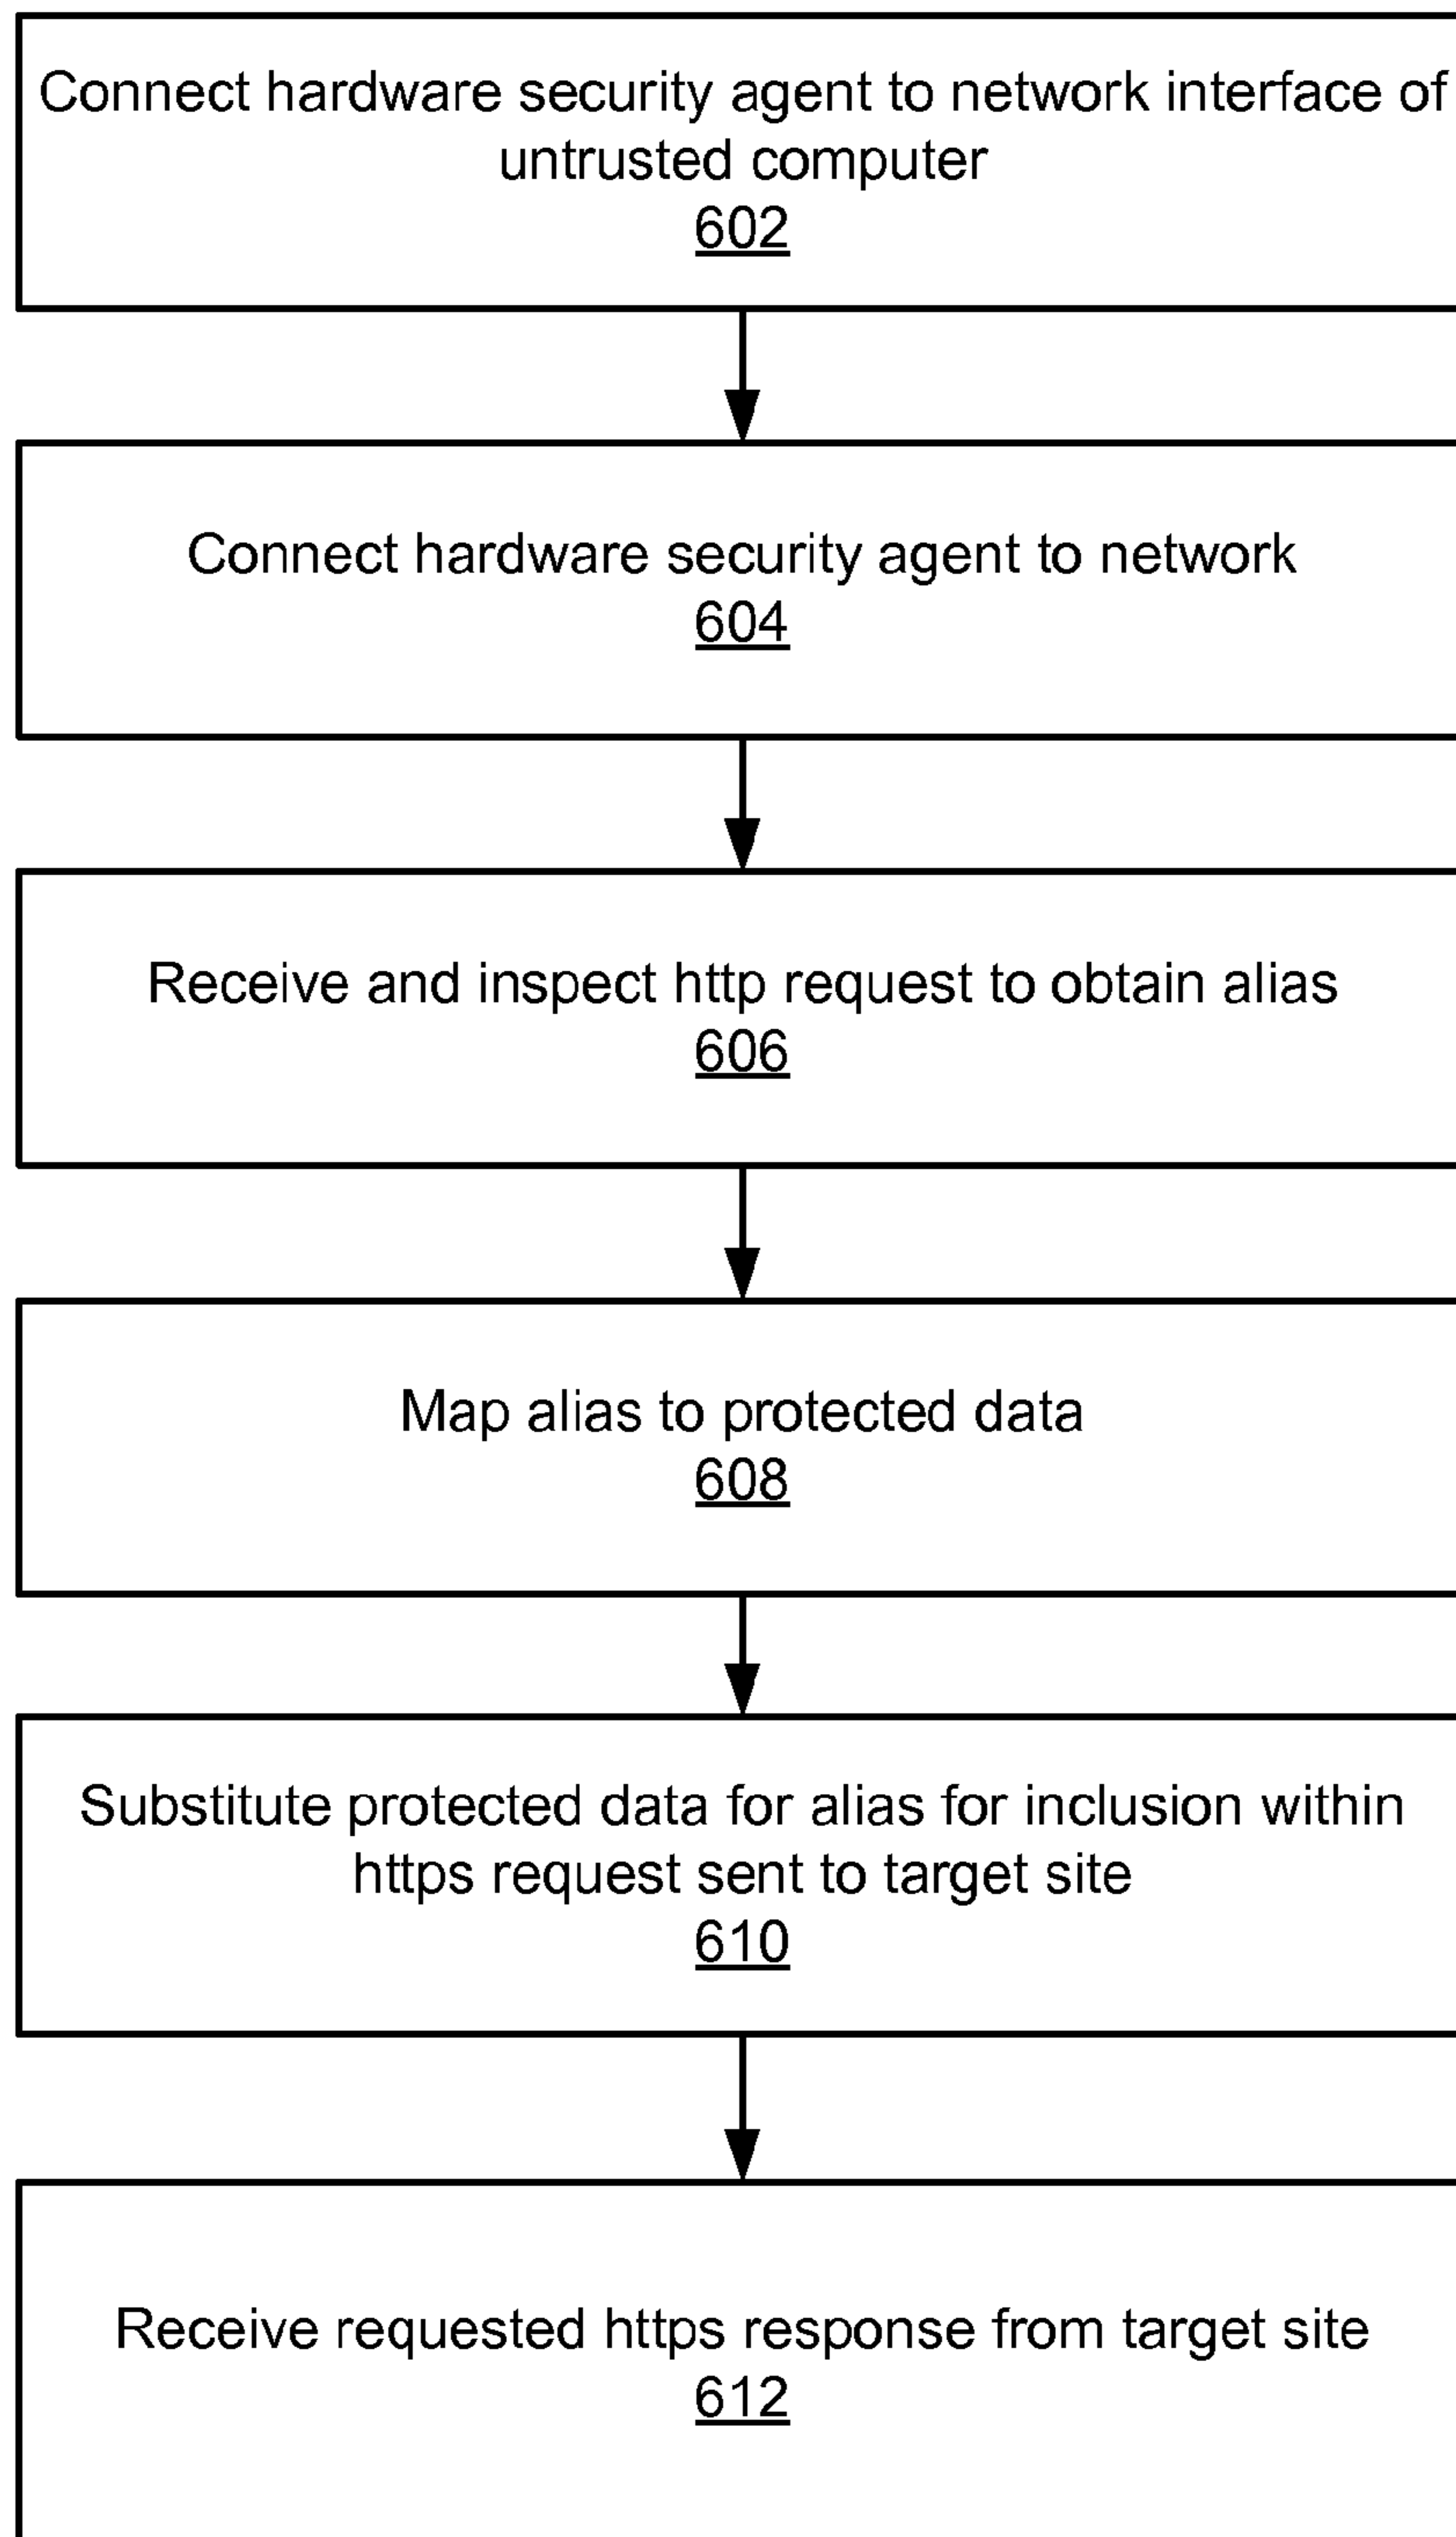 Connect hardware security agent to network interface of
untrusted computer
602
Connect hardware security agent to network
604
Receive and inspect http request to obtain alias
606
Map alias to protected data
608
Substitute protected data for alias for inclusion within
https request sent to target site
610
Receive requested https response from target site
612